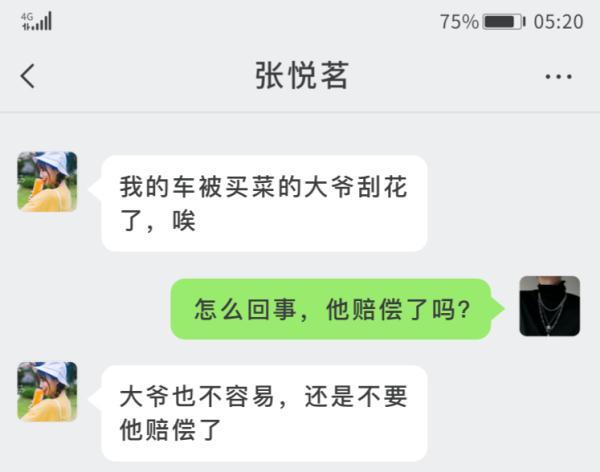 4G
75%
05:20
张悦茗
我的车被买菜的大爷刮花
了，唉
怎么回事，他赔偿了吗?
大爷也不容易，还是不要
他赔偿了